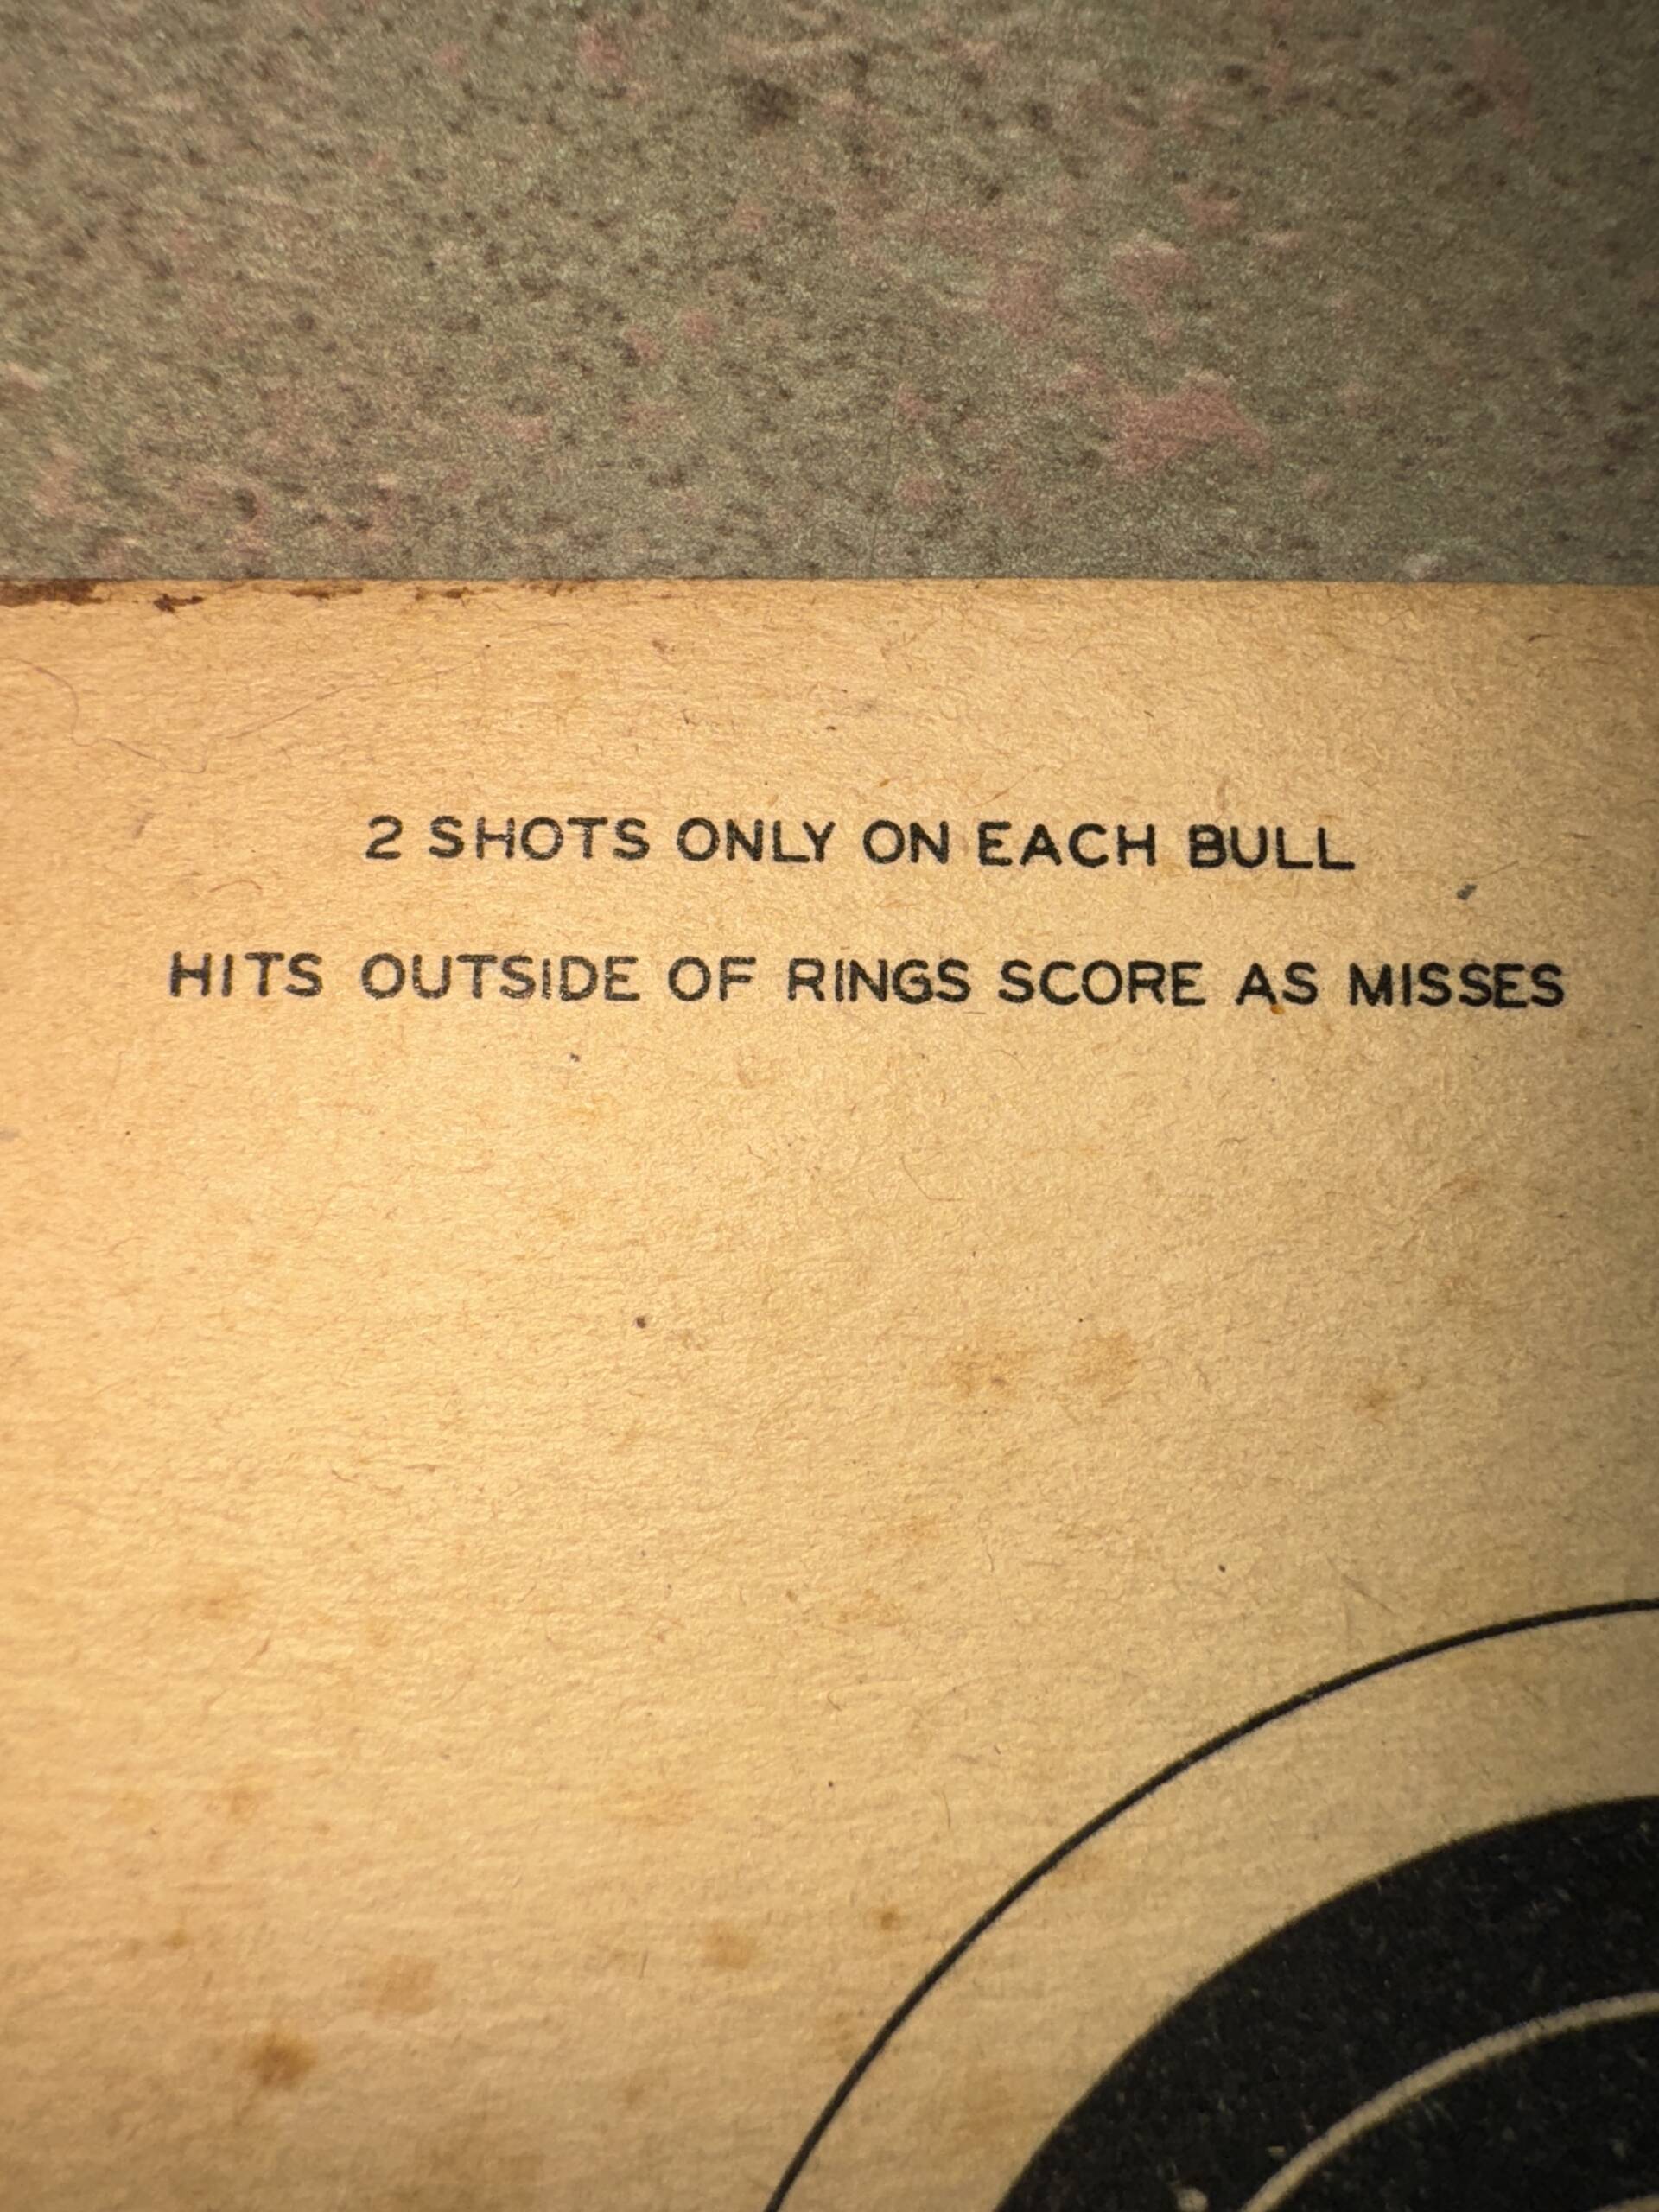 2 SHOTS ONLY ON EACH BULL
HITS OUTSIDE OF RINGS SCORE AS MISSES